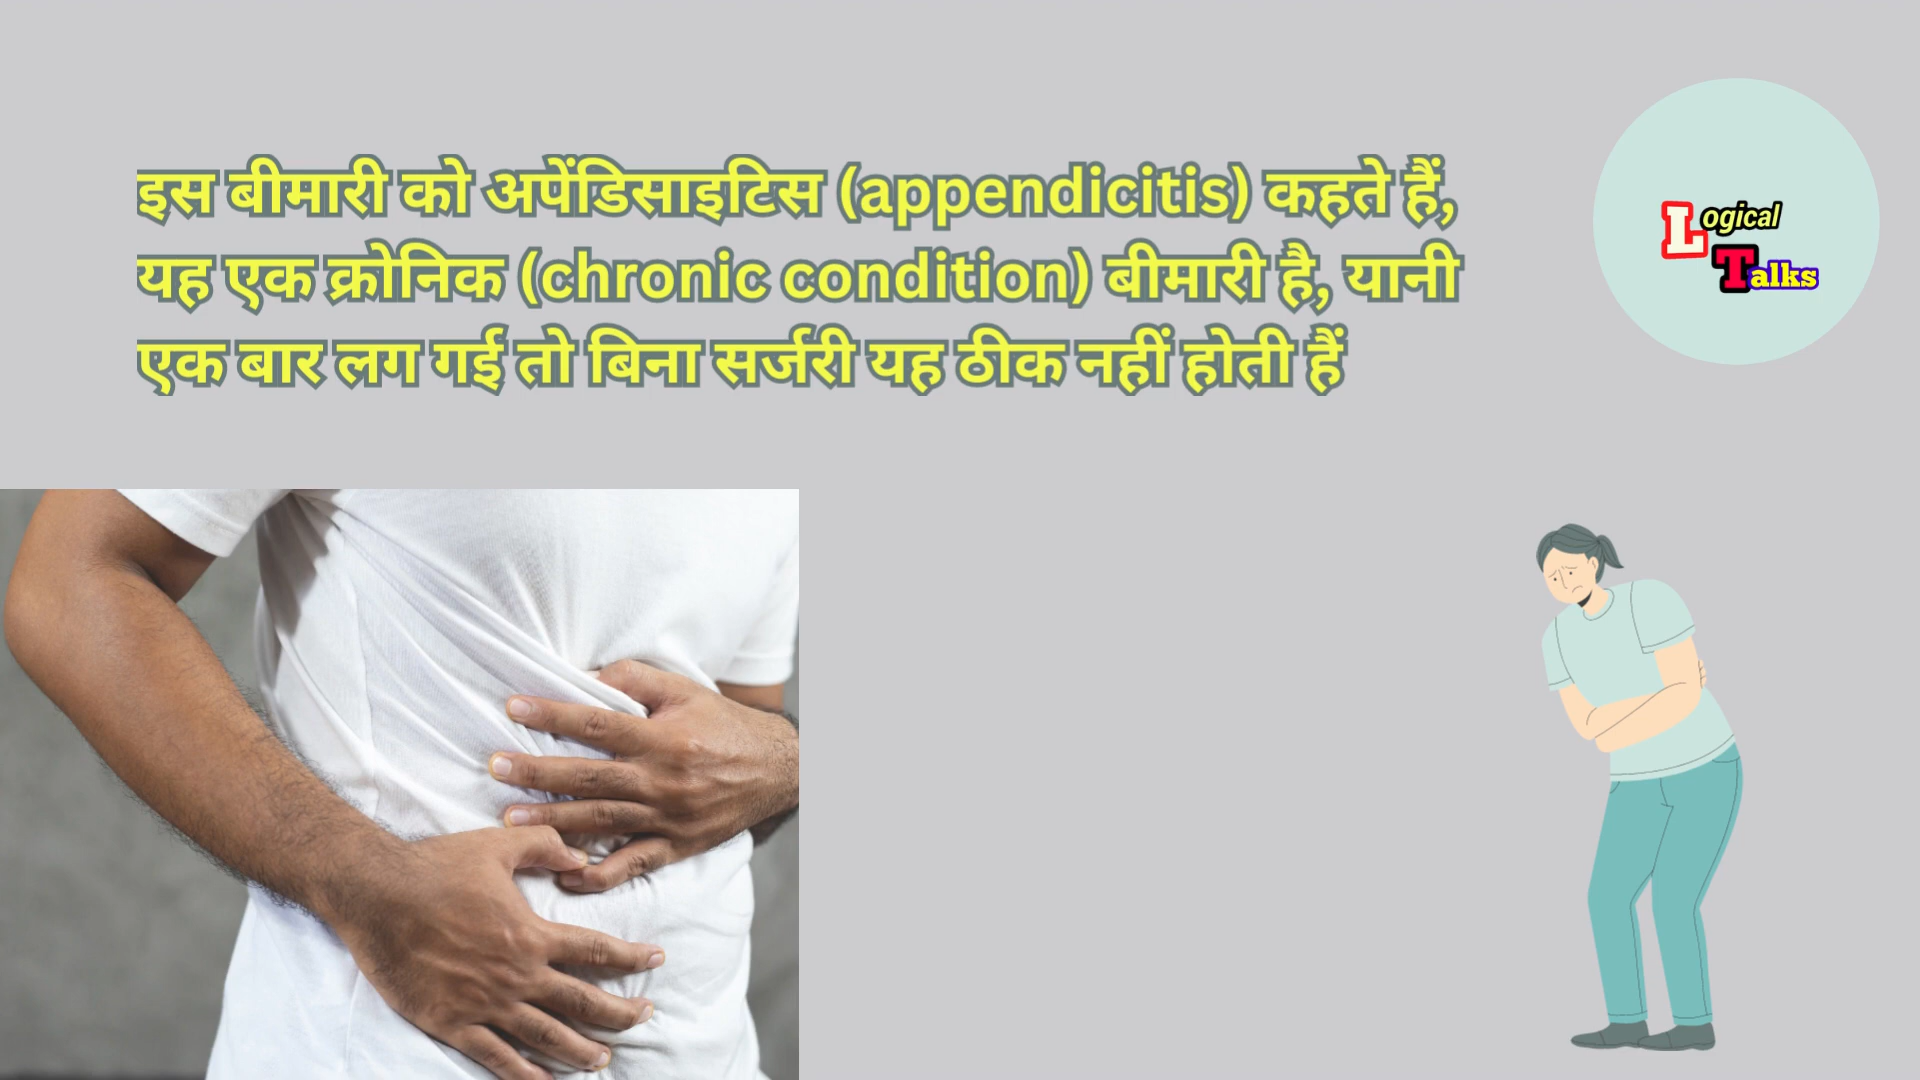 इस बीमारी को अपेंडिसाइटिस (appendicitis) कहते हैं,
यह एक क्रोनिक (chronic condition) बीमारी है, यानी
एक बार लग गई तो बिना सर्जरी यह ठीक नहीं होती हैं
Logical
Talks